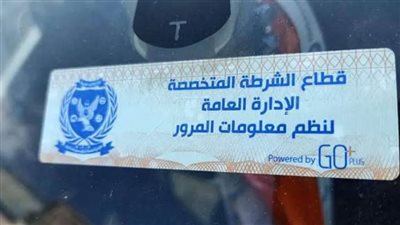 T
قطاع الشرطة المتخصصة
الإدارة العامة
لنظم معلومات المرور
Powered by GO+ PLUS